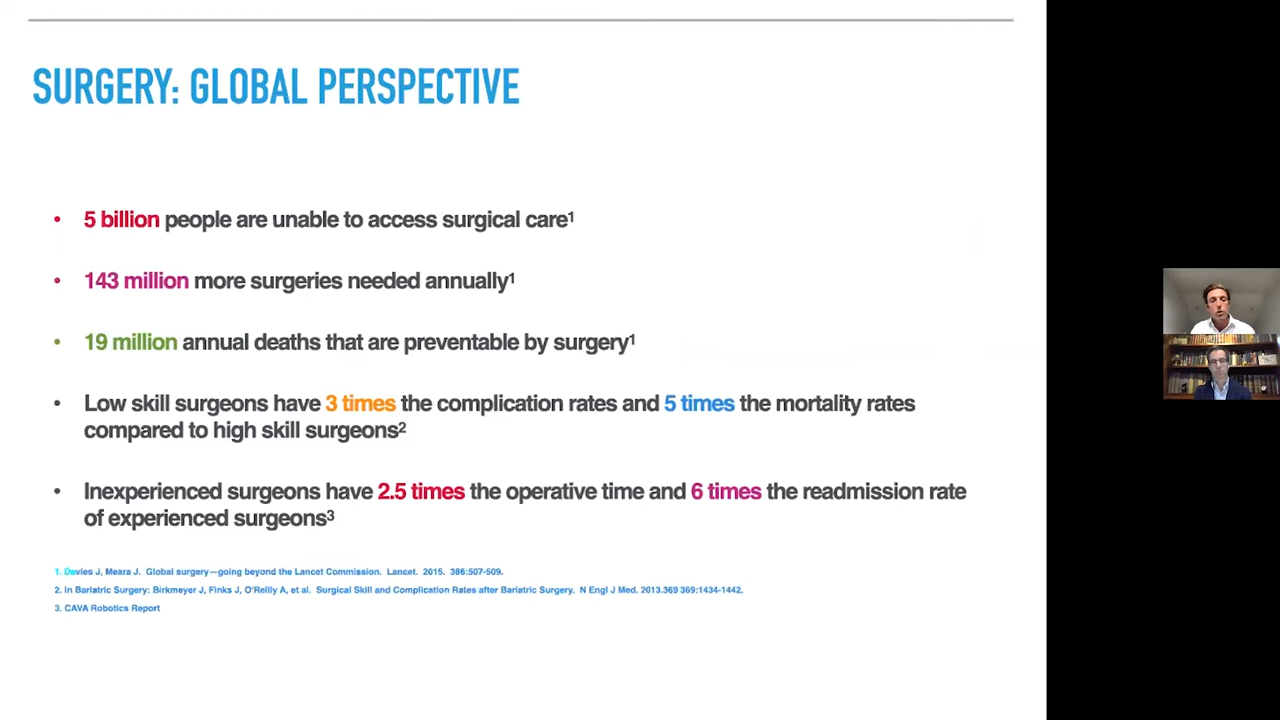 SURGERY: GLOBAL PERSPECTIVE
• 5 billion people are unable to access surgical care¹
• 143 million more surgeries needed annually¹
• 19 million annual deaths that are preventable by surgery¹
• Low skill surgeons have 3 times the complication rates and 5 times the mortality rates
compared to high skill surgeons²
• Inexperienced surgeons have 2.5 times the operative time and 6 times the readmission rate
of experienced surgeons³
1. Davies J, Meara J. Global surgery—going beyond the Lancet Commission. Lancet. 2015. 386:507-509.
2. In Bariatric Surgery: Birkmeyer J, Finks J, O'Reilly A, et al. Surgical Skill and Complication Rates after Bariatric Surgery. N Engl J Med. 2013.369 369:1434-1442.
3. CAVA Robotics Report